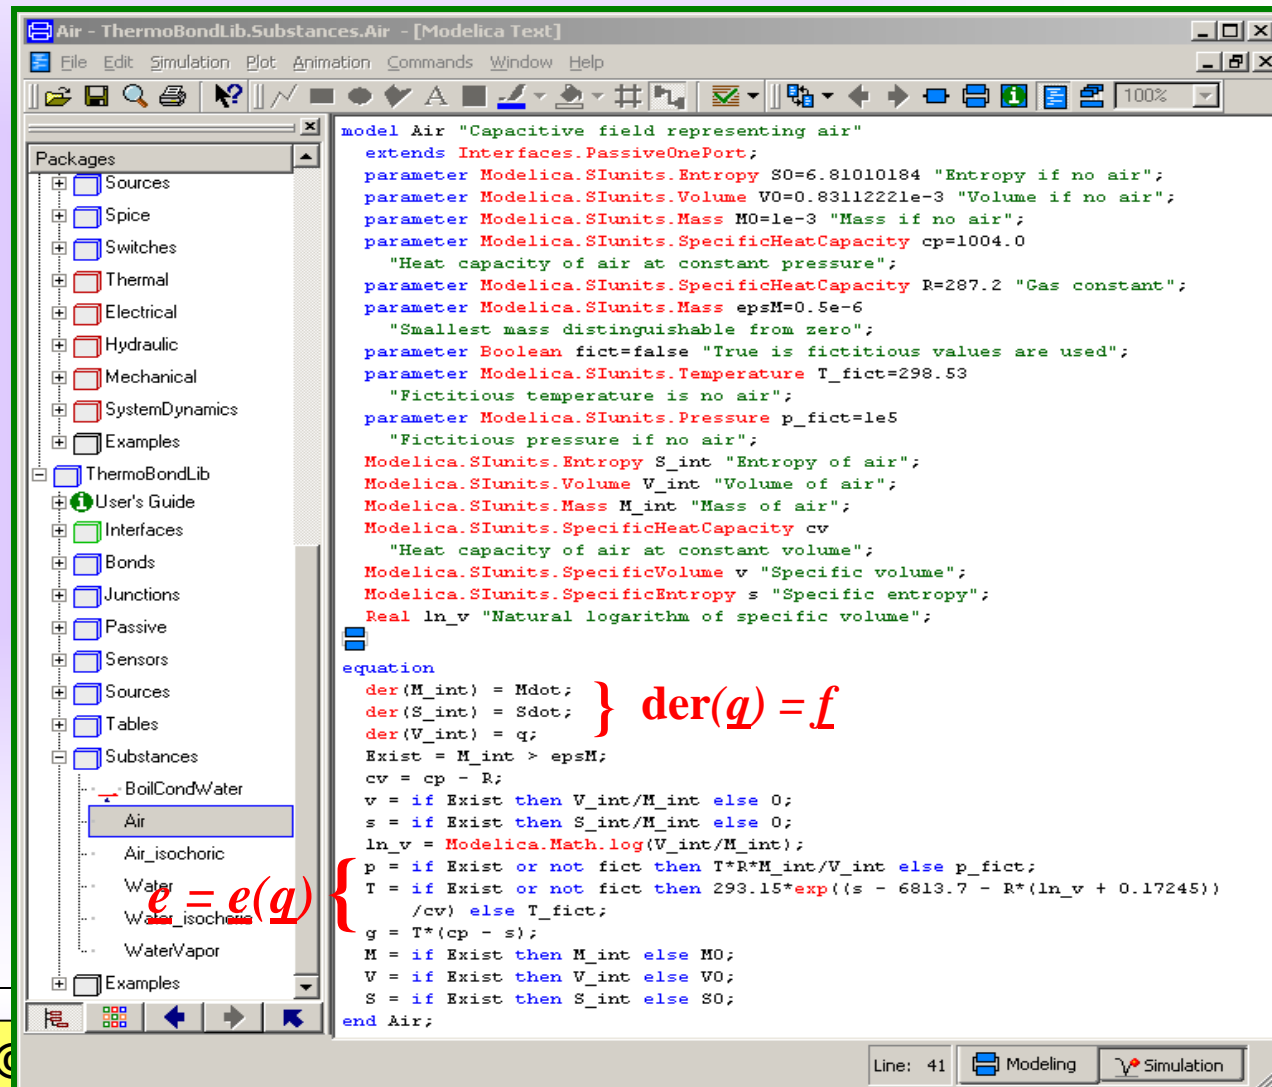 Air - ThermoBondLib.Substances.Air - [Modelica Text]
File Edit Simulation Plot Animation Commands Window Help
100%
Packages
Sources
Spice
Switches
Thermal
Electrical
Hydraulic
Mechanical
SystemDynamics
Examples
ThermoBondLib
User's Guide
Interfaces
Bonds
Junctions
Passive
Sensors
Sources
Tables
Substances
BoilCondWater
Air
Air_isochoric
Water
Water_isochoric
WaterVapor
Examples
model Air "Capacitive field representing air"
extends Interfaces.PassiveOnePort;
parameter Modelica.SIunits.Entropy S0=6.81010184 "Entropy if no air";
parameter Modelica.SIunits.Volume V0=0.83112221e-3 "Volume if no air";
parameter Modelica.SIunits.Mass M0=1e-3 "Mass if no air";
parameter Modelica.SIunits.SpecificHeatCapacity cp=1004.0
"Heat capacity of air at constant pressure";
parameter Modelica.SIunits.SpecificHeatCapacity R=287.2 "Gas constant";
parameter Modelica.SIunits.Mass epsM=0.5e-6
"Smallest mass distinguishable from zero";
parameter Boolean fict=false "True is fictitious values are used";
parameter Modelica.SIunits.Temperature T_fict=298.53
"Fictitious temperature is no air";
parameter Modelica.SIunits.Pressure p_fict=1e5
"Fictitious pressure if no air";
Modelica.SIunits.Entropy S_int "Entropy of air";
Modelica.SIunits.Volume V_int "Volume of air";
Modelica.SIunits.Mass M_int "Mass of air";
Modelica.SIunits.SpecificHeatCapacity cv
"Heat capacity of air at constant volume";
Modelica.SIunits.SpecificVolume v "Specific volume";
Modelica.SIunits.SpecificEntropy s "Specific entropy";
Real ln_v "Natural logarithm of specific volume";
equation
der(M_int) = Mdot;
der(S_int) = Sdot;
der(V_int) = q;
} der(q) = f
Exist = M_int > epsM;
cv = cp - R;
v = if Exist then V_int/M_int else 0;
s = if Exist then S_int/M_int else 0;
ln_v = Modelica.Math.log(V_int/M_int);
e = e(q) {
p = if Exist or not fict then T*R*M_int/V_int else p_fict;
T = if Exist or not fict then 293.15*exp((s - 6813.7 - R*(ln_v + 0.17245))
/cv) else T_fict;
g = T*(cp - s);
M = if Exist then M_int else M0;
V = if Exist then V_int else V0;
S = if Exist then S_int else S0;
end Air;
Line: 41 Modeling Simulation
©